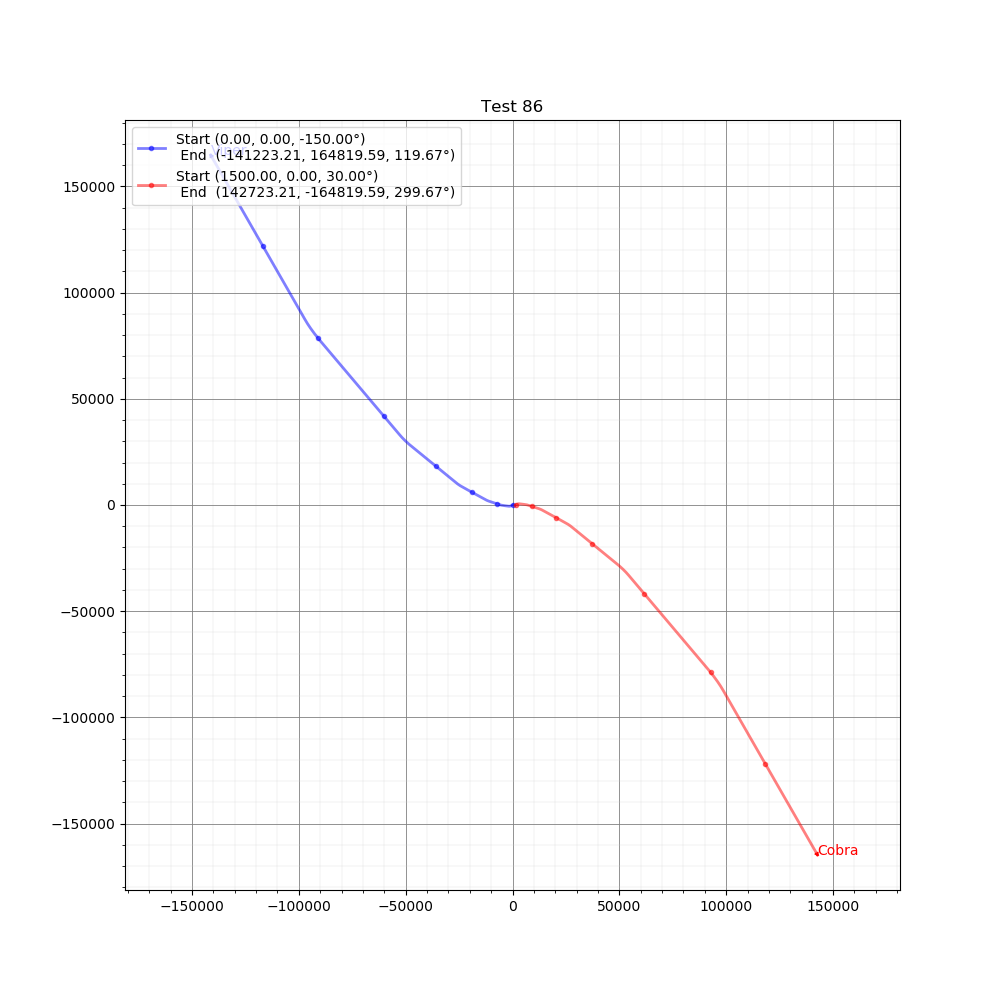 Test 86
Start (0.00, 0.00, -150.00°)
End (-141223.21, 164819.59, 119.67°)
Start (1500.00, 0.00, 30.00°)
End (142723.21, -164819.59, 299.67°)
150000
100000
50000
0
−50000
−100000
−150000
Cobra
−150000
−100000
−50000
0
50000
100000
150000